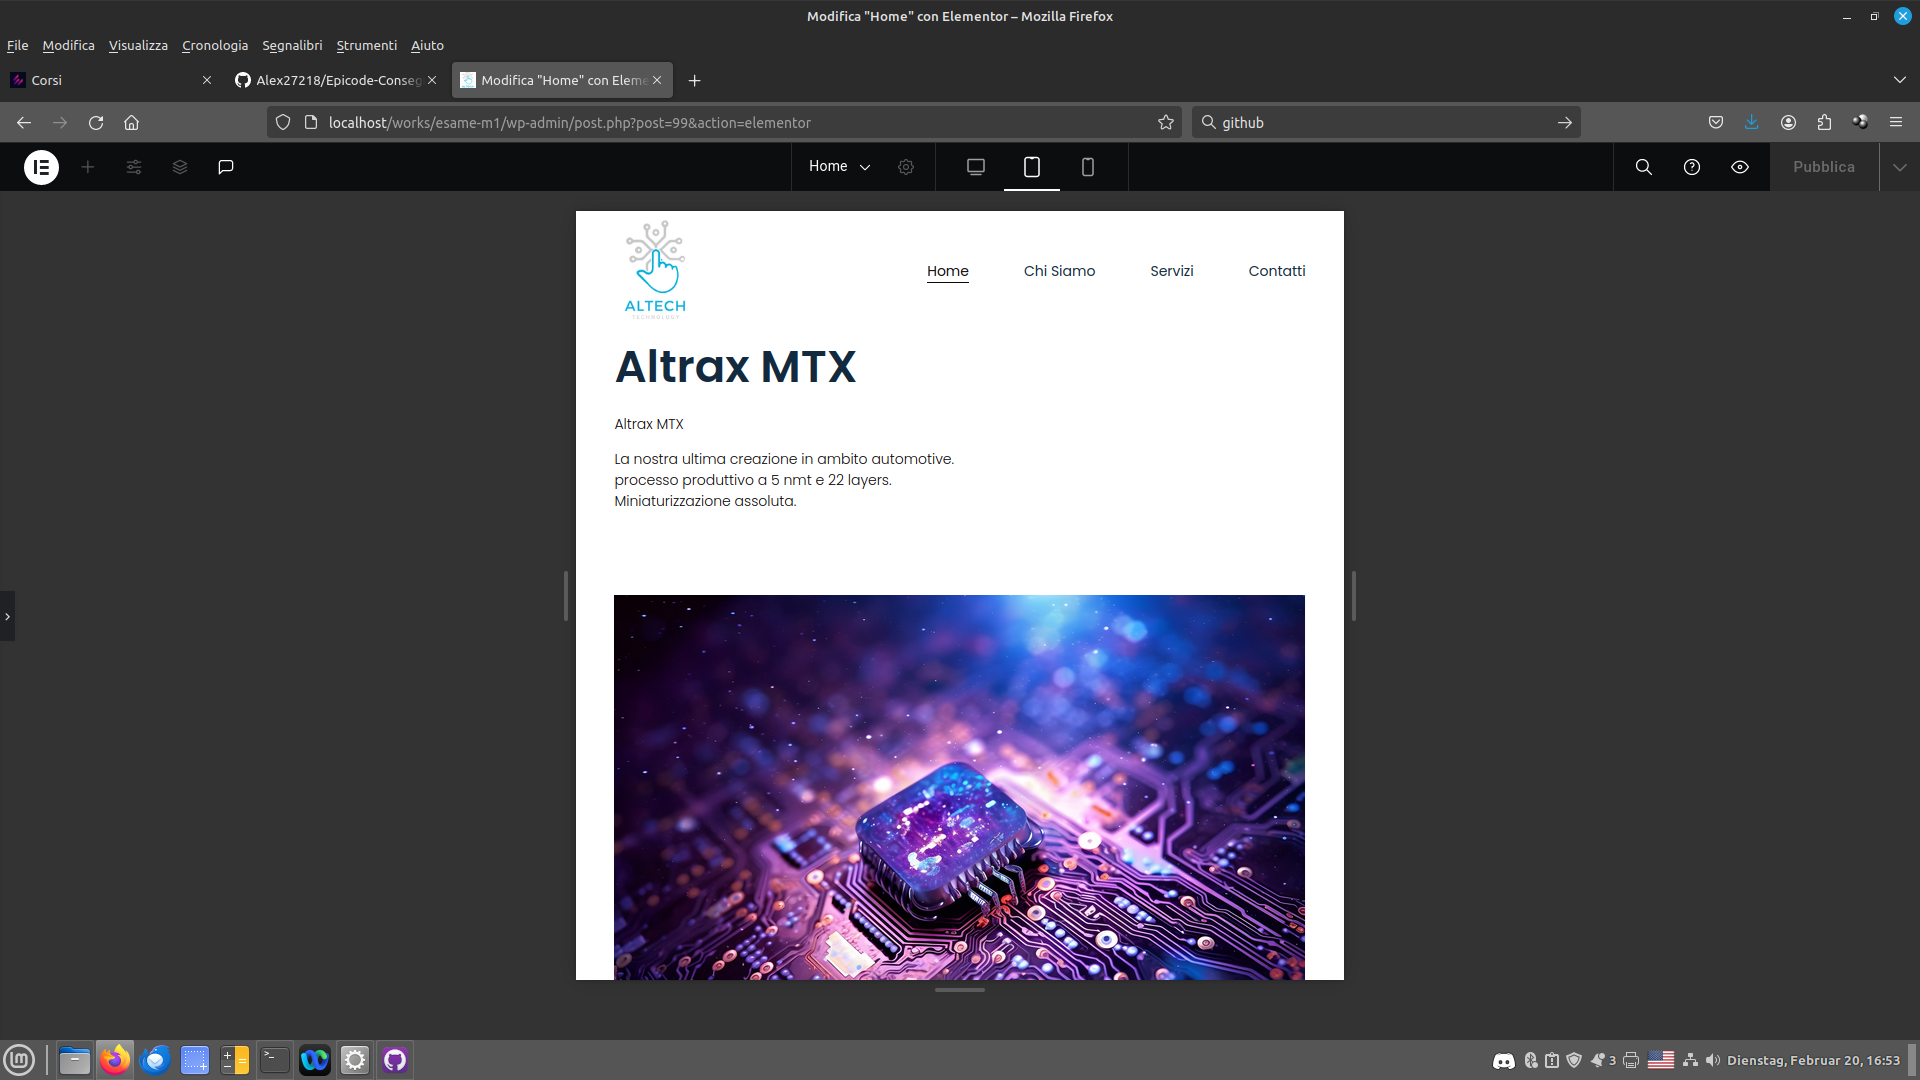 Modifica "Home" con Elementor – Mozilla Firefox
File Modifica Visualizza Cronologia Segnalibri Strumenti Aiuto
Corsi
Alex27218/Epicode-Conseg
Modifica "Home" con Eleme
localhost/works/esame-m1/wp-admin/post.php?post=99&action=elementor
github
Home
Pubblica
ALTECH
TECHNOLOGY
Home Chi Siamo Servizi Contatti
Altrax MTX
Altrax MTX
La nostra ultima creazione in ambito automotive.
processo produttivo a 5 nmt e 22 layers.
Miniaturizzazione assoluta.
3
Dienstag, Februar 20, 16:53